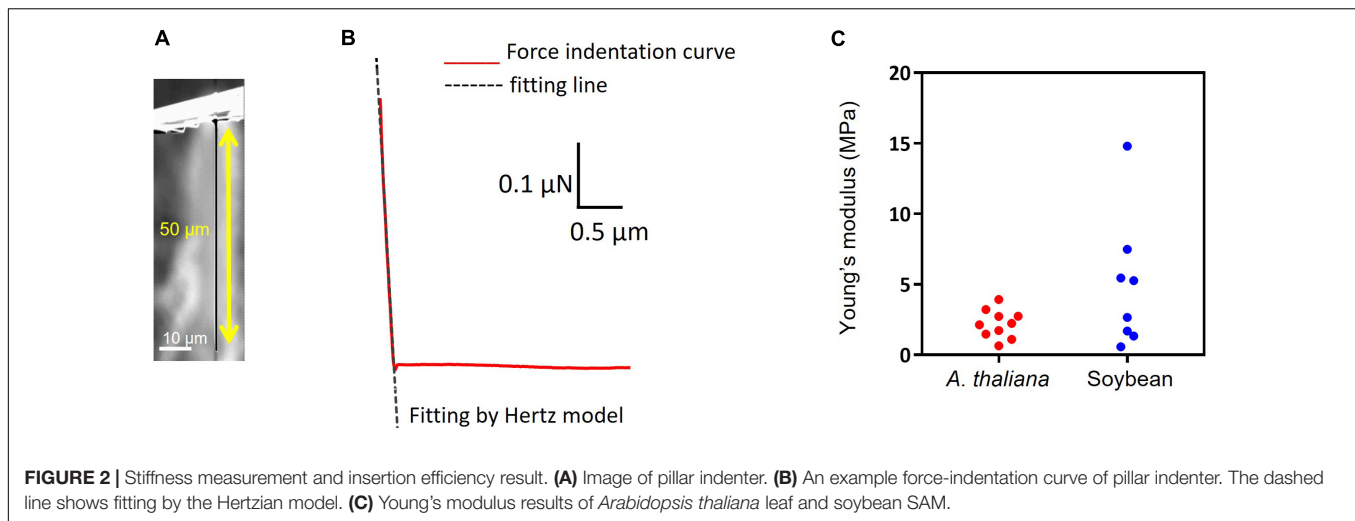 A
50 µm
10 µm
B
Force indentation curve
fitting line
0.1 µN
0.5 µm
Fitting by Hertz model
C
Young's modulus (MPa)
20
15
10
5
0
A. thaliana
Soybean
FIGURE 2 | Stiffness measurement and insertion efficiency result. (A) Image of pillar indenter. (B) An example force-indentation curve of pillar indenter. The dashed
line shows fitting by the Hertzian model. (C) Young's modulus results of Arabidopsis thaliana leaf and soybean SAM.